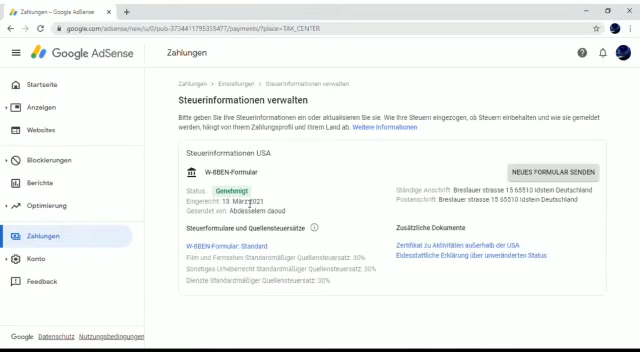 Zahlungen - Google AdSense
google.com/adsense/new/u/0/pub-3734411795335477/payments/?place=TAX_CENTER
Google AdSense
Zahlungen
Startseite
Anzeigen
Websites
Blockierungen
Berichte
Optimierung
Zahlungen
Konto
Feedback
Google Datenschutz Nutzungsbedingungen
Zahlungen > Einstellungen > Steuerinformationen verwalten
Steuerinformationen verwalten
Bitte geben Sie Ihre Steuerinformationen ein oder aktualisieren Sie sie. Wie Ihre Steuern eingezogen, ob Steuern einbehalten und wie sie gemeldet
werden, hängt von Ihrem Zahlungsprofil und Ihrem Land ab. Weitere Informationen
Steuerinformationen USA
W-8BEN-Formular
NEUES FORMULAR SENDEN
Status: Genehmigt
Eingereicht: 13. März 2021
Gesendet von: Abdesselem daoud
Ständige Anschrift: Breslauer strasse 15 65510 Idstein Deutschland
Postanschrift: Breslauer strasse 15 65510 Idstein Deutschland
Steuerformulare und Quellensteuersätze
W-8BEN-Formular: Standard
Film und Fernsehen Standardmäßiger Quellensteuersatz: 30%
Sonstiges Urheberrecht Standardmäßiger Quellensteuersatz: 30%
Dienste Standardmäßiger Quellensteuersatz: 30%
Zusätzliche Dokumente
Zertifikat zu Aktivitäten außerhalb der USA
Eidesstattliche Erklärung über unveränderten Status